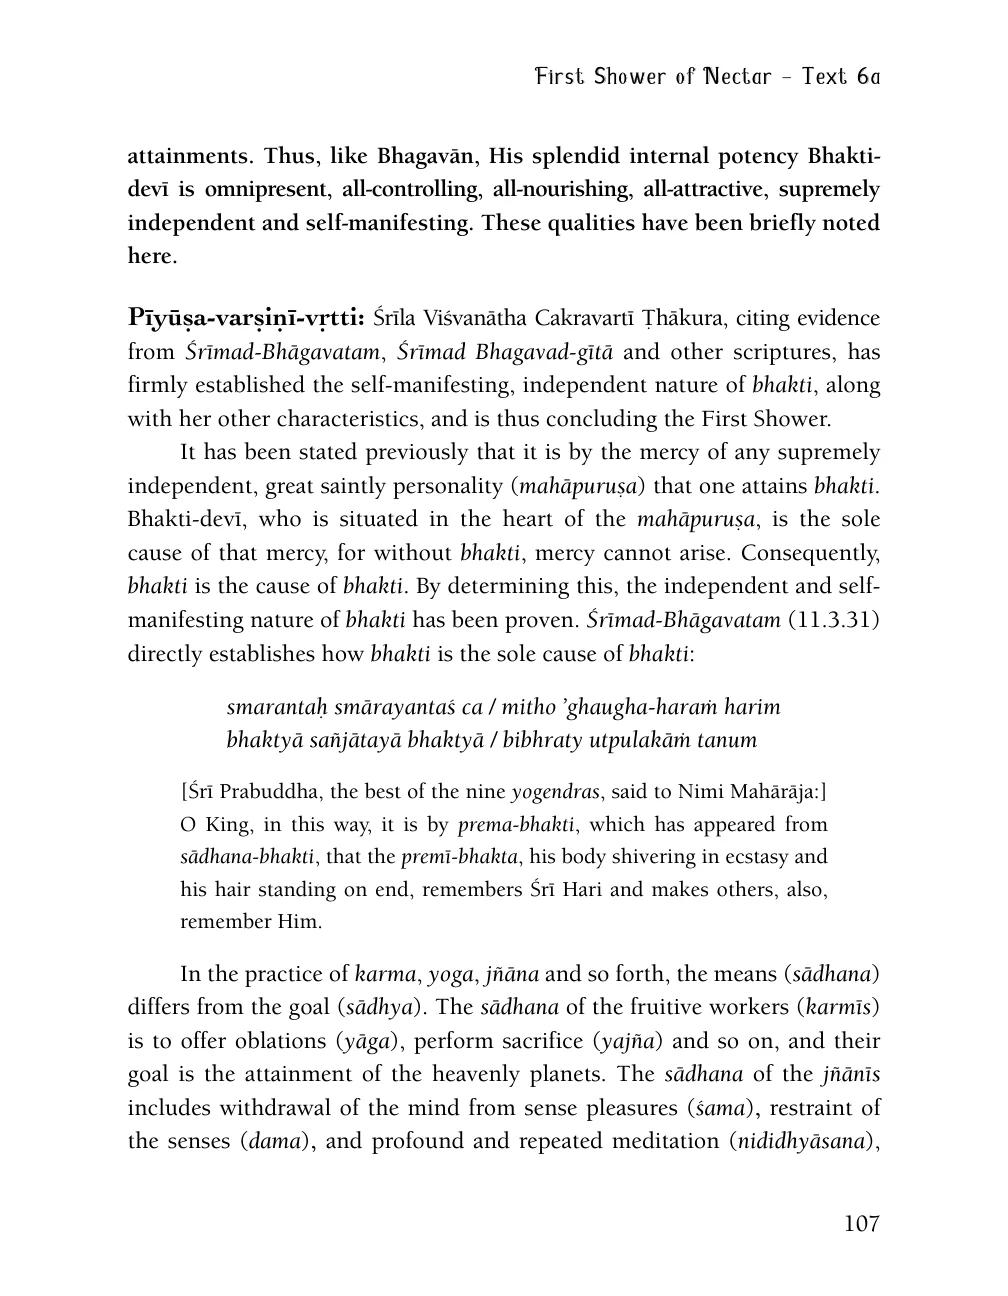 First Shower of Nectar – Text 6a
attainments. Thus, like Bhagavān, His splendid internal potency Bhakti-
devī is omnipresent, all-controlling, all-nourishing, all-attractive, supremely
independent and self-manifesting. These qualities have been briefly noted
here.
Pīyūṣa-varṣiṇī-vṛtti: Śrīla Viśvanātha Cakravartī Ṭhākura, citing evidence
from Śrīmad-Bhāgavatam, Śrīmad Bhagavad-gītā and other scriptures, has
firmly established the self-manifesting, independent nature of bhakti, along
with her other characteristics, and is thus concluding the First Shower.
It has been stated previously that it is by the mercy of any supremely
independent, great saintly personality (mahāpuruṣa) that one attains bhakti.
Bhakti-devī, who is situated in the heart of the mahāpuruṣa, is the sole
cause of that mercy, for without bhakti, mercy cannot arise. Consequently,
bhakti is the cause of bhakti. By determining this, the independent and self-
manifesting nature of bhakti has been proven. Śrīmad-Bhāgavatam (11.3.31)
directly establishes how bhakti is the sole cause of bhakti:
smarantaḥ smārayantaś ca / mitho ’ghaugha-haraṁ harim
bhaktyā sañjātayā bhaktyā / bibhraty utpulakāṁ tanum
[Śrī Prabuddha, the best of the nine yogendras, said to Nimi Mahārāja:]
O King, in this way, it is by prema-bhakti, which has appeared from
sādhana-bhakti, that the premī-bhakta, his body shivering in ecstasy and
his hair standing on end, remembers Śrī Hari and makes others, also,
remember Him.
In the practice of karma, yoga, jñāna and so forth, the means (sādhana)
differs from the goal (sādhya). The sādhana of the fruitive workers (karmīs)
is to offer oblations (yāga), perform sacrifice (yajña) and so on, and their
goal is the attainment of the heavenly planets. The sādhana of the jñānīs
includes withdrawal of the mind from sense pleasures (śama), restraint of
the senses (dama), and profound and repeated meditation (nididhyāsana),
107